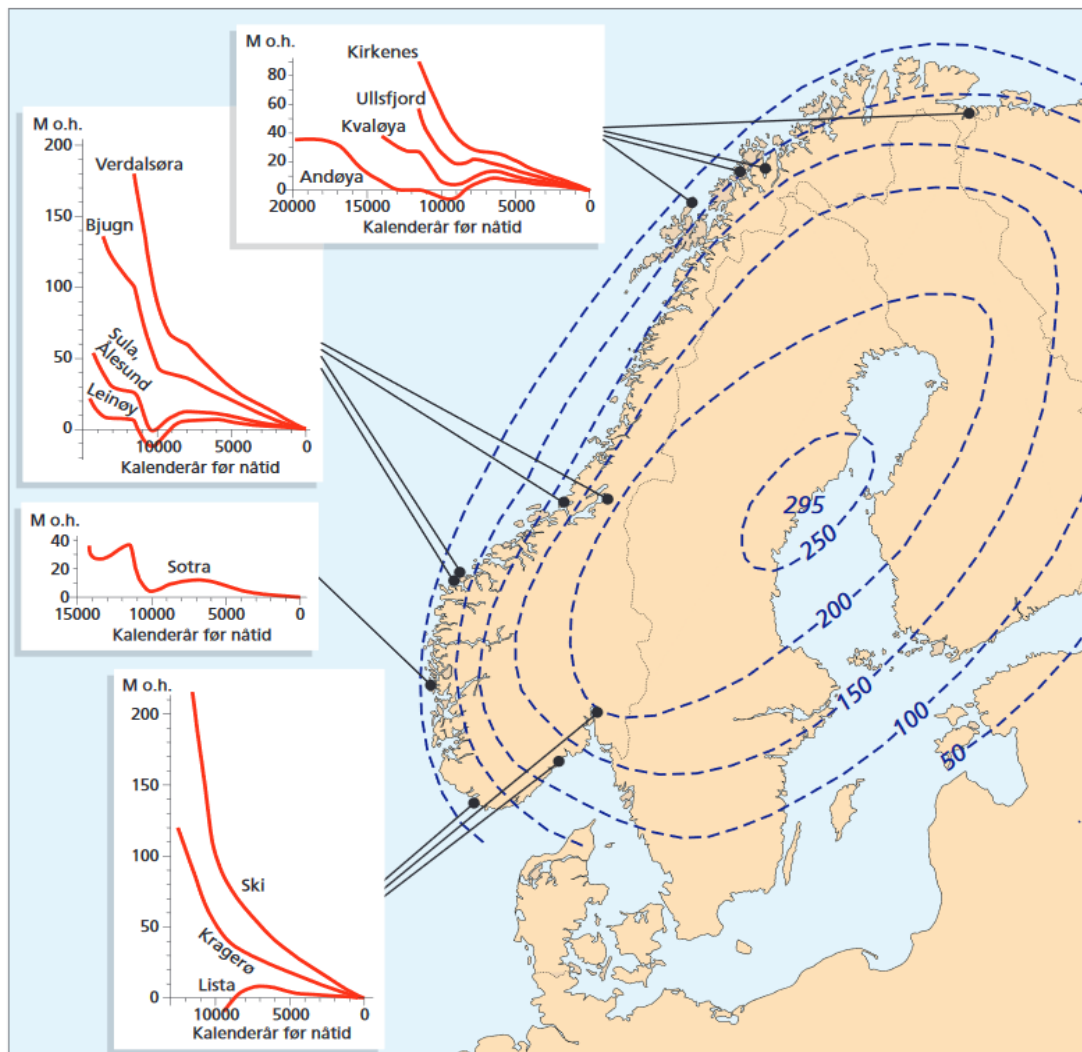 M o.h.
Kirkenes
80
60
Ullsfjord
Kvaløya
40
20
Andøya
0
20000 15000 10000 5000 0
Kalenderår før nåtid
M o.h.
200
Verdalsøra
150
Bjugn
100
Sula,
Ålesund
50
Leinøy
0
10000 5000 0
Kalenderår før nåtid
M o.h.
40
20
Sotra
0
15000 10000 5000 0
Kalenderår før nåtid
M o.h.
200
150
100
Ski
50
Kragerø
Lista
0
10000 5000 0
Kalenderår før nåtid
295
250
200
150
100
50